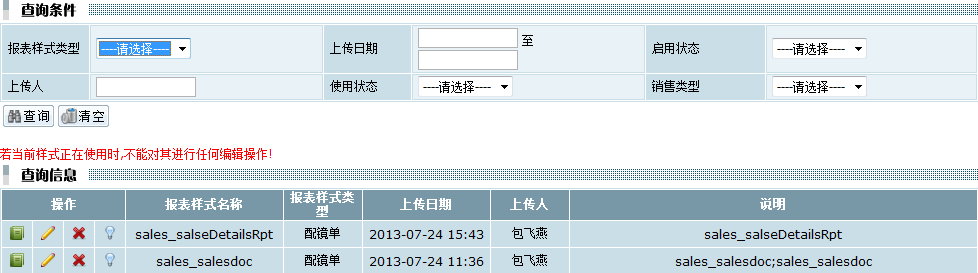 查询条件
报表样式类型 ----请选择---- 上传日期 至 启用状态 ----请选择----
上传人 使用状态 ----请选择---- 销售类型 ----请选择----
查询 清空
若当前样式正在使用时,不能对其进行任何编辑操作!
查询信息
操作 报表样式名称 报表样式类型 上传日期 上传人 说明
sales_salseDetailsRpt 配镜单 2013-07-24 15:43 包飞燕 sales_salseDetailsRpt
sales_salesdoc 配镜单 2013-07-24 11:36 包飞燕 sales_salesdoc;sales_salesdoc